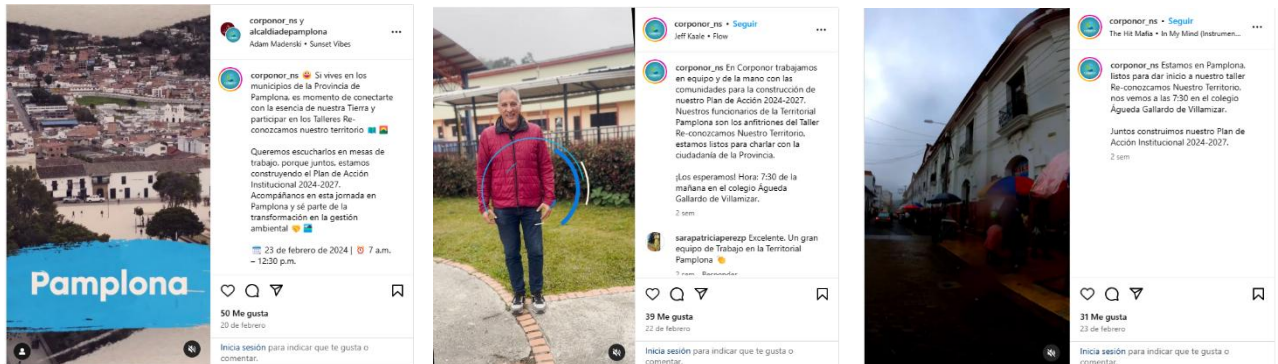 Pamplona
corponor_ns y
alcaldiadepamplona
Adam Madenski • Sunset Vibes
corponor_ns 🤩 Si vives en los
municipios de la Provincia de
Pamplona, es momento de conectarte
con la esencia de nuestra Tierra y
participar en los Talleres Re-
conozcamos nuestro territorio
Queremos escucharlos en mesas de
trabajo, porque juntos, estamos
construyendo el Plan de Acción
Institucional 2024-2027.
Acompáñanos en esta jornada en
Pamplona y sé parte de la
transformación en la gestión
ambiental
🗓️ 23 de febrero de 2024 | ⏰ 7 a.m.
– 12:30 p.m.
50 Me gusta
20 de febrero
Inicia sesión para indicar que te gusta o
comentar.
corponor_ns • Seguir
Jeff Kaale • Flow
corponor_ns En Corponor trabajamos
en equipo y de la mano con las
comunidades para la construcción de
nuestro Plan de Acción 2024-2027.
Nuestros funcionarios de la Territorial
Pamplona son los anfitriones del Taller
Re-conozcamos Nuestro Territorio,
estamos listos para charlar con la
ciudadanía de la Provincia.
¡Los esperamos! Hora: 7:30 de la
mañana en el colegio Águeda
Gallardo de Villamizar.
2 sem
sarapatriciaperezp Excelente. Un gran
equipo de Trabajo en la Territorial
Pamplona 👏
2 sem Responder
39 Me gusta
22 de febrero
Inicia sesión para indicar que te gusta o
comentar.
corponor_ns • Seguir
The Hit Mafia • In My Mind (Instrumen...
corponor_ns Estamos en Pamplona,
listos para dar inicio a nuestro taller
Re-Conozcamos Nuestro Territorio,
nos vemos a las 7:30 en el colegio
Águeda Gallardo de Villamizar.
Juntos construimos nuestro Plan de
Acción Institucional 2024-2027.
2 sem
31 Me gusta
23 de febrero
Inicia sesión para indicar que te gusta o
comentar.